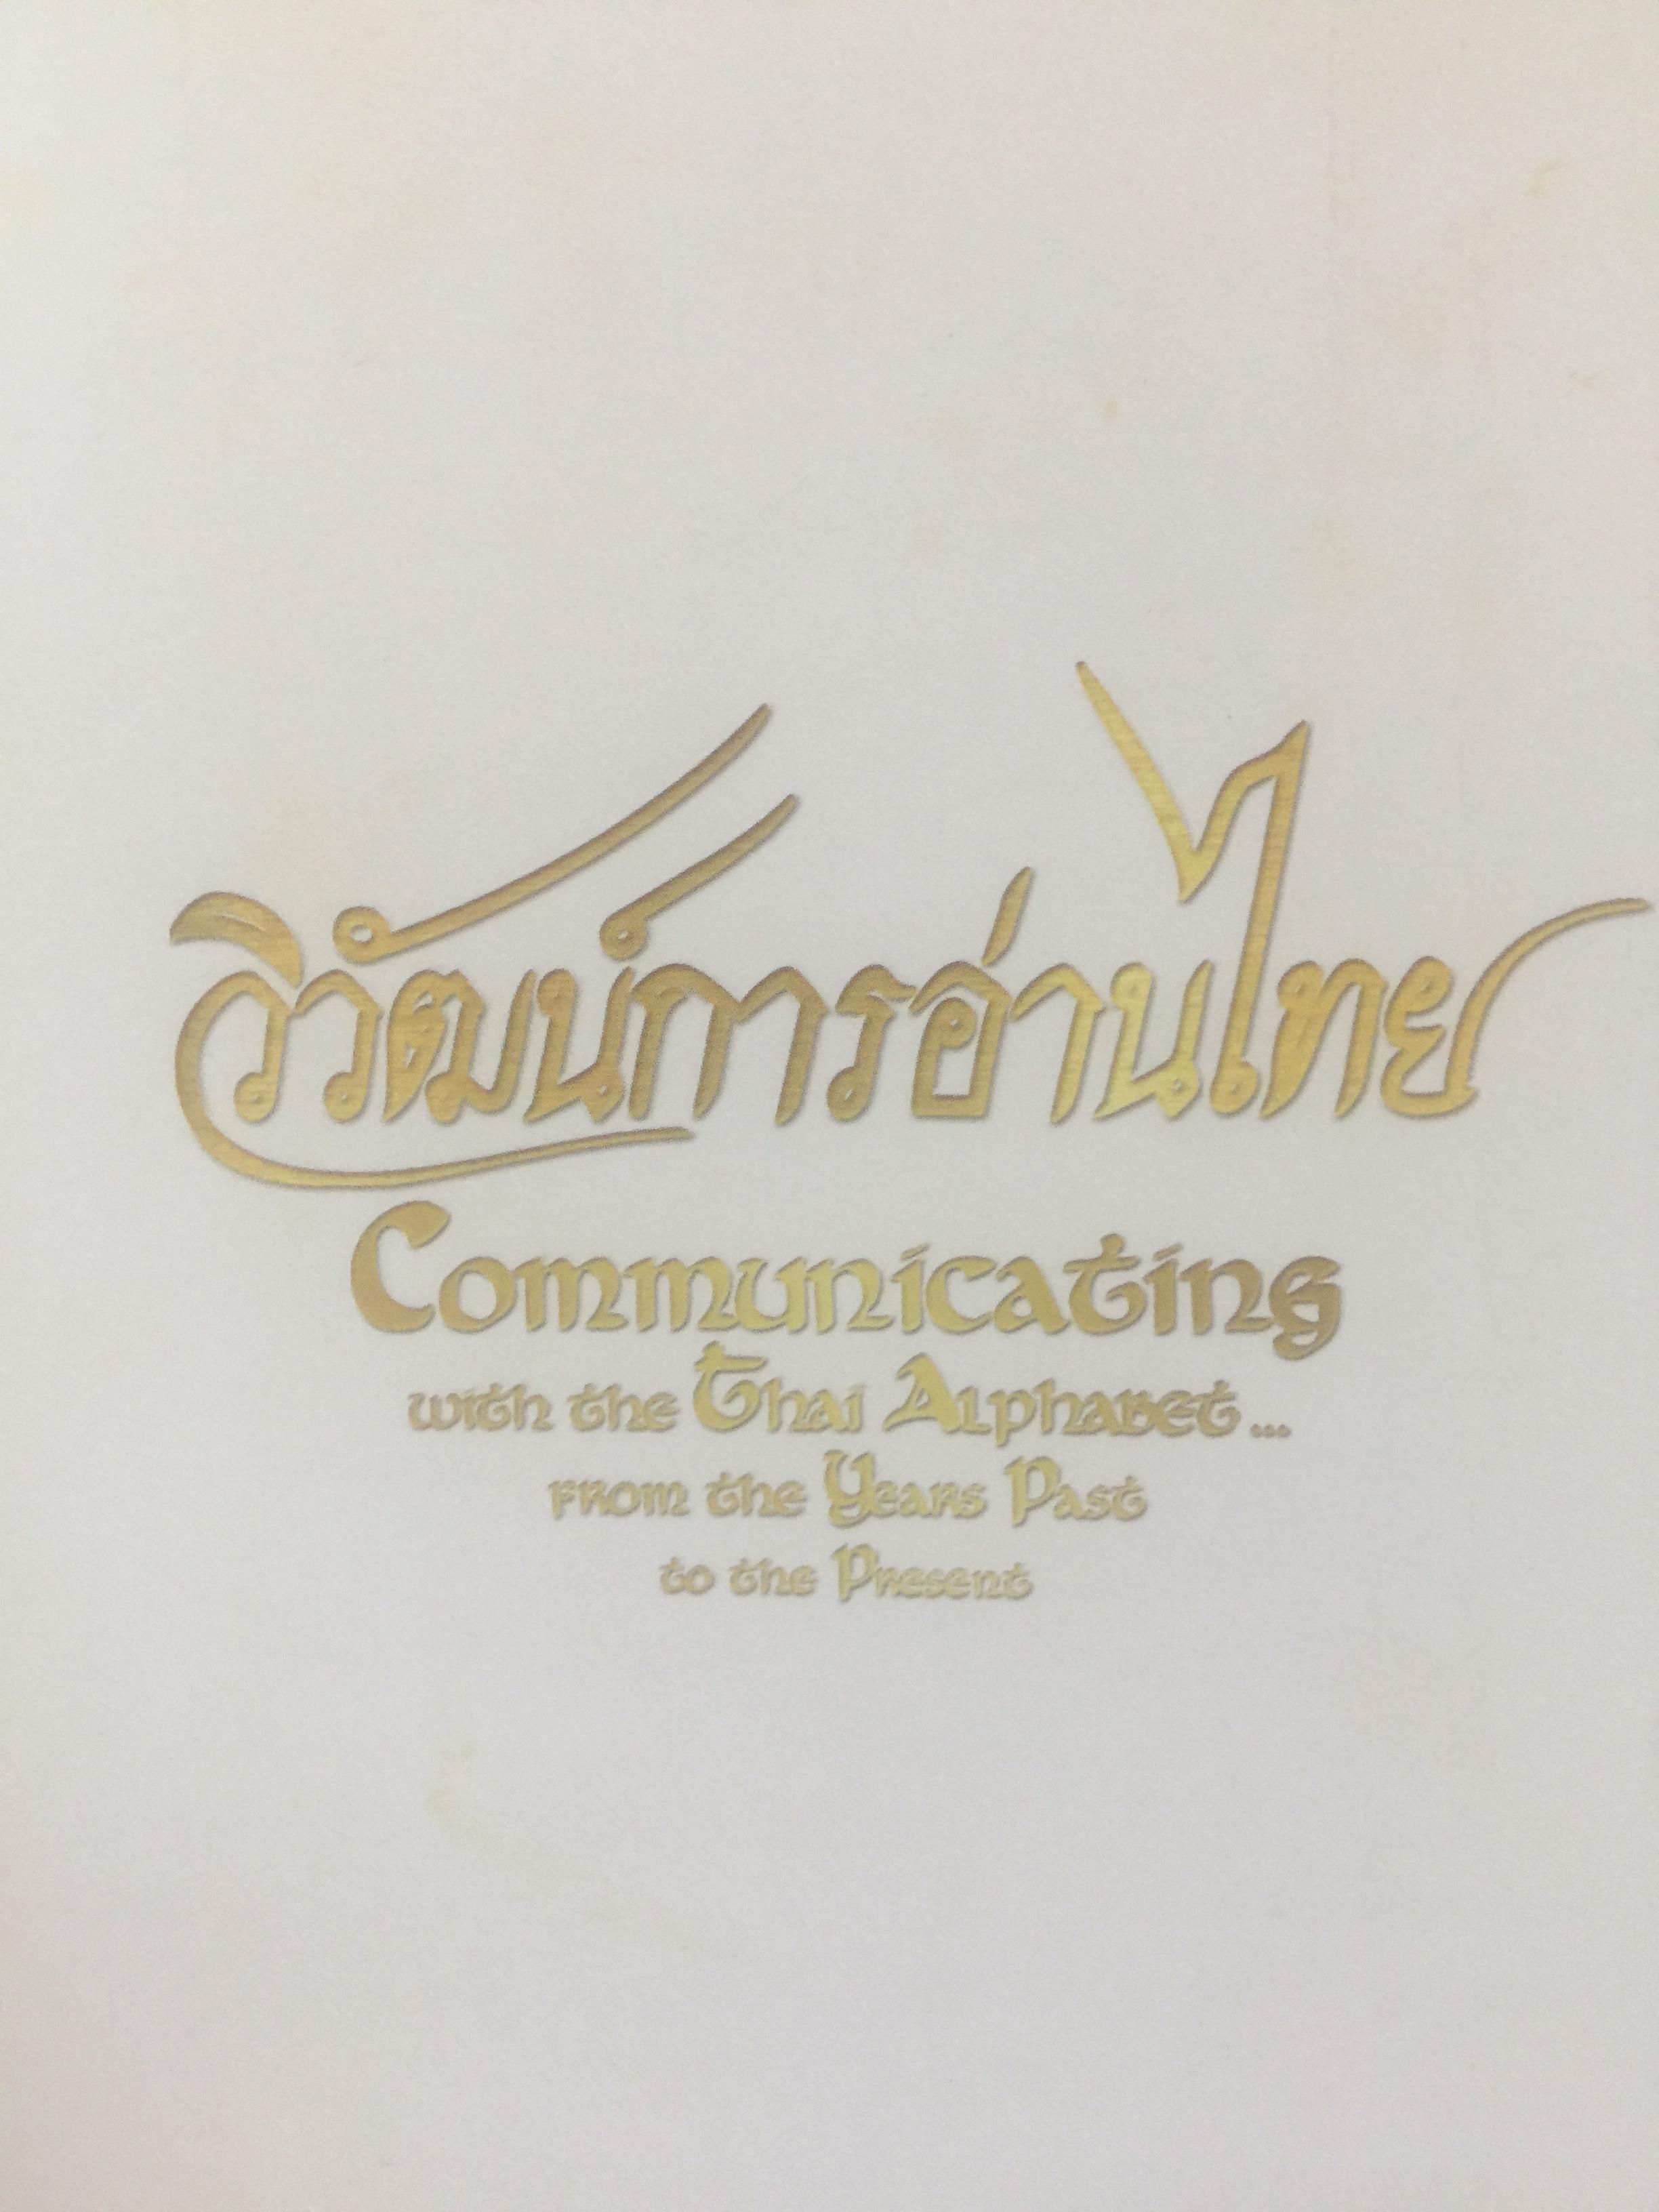 วิวัฒน์การอ่านไทย
Communicating
with the Thai Alphabet...
from the Years Past
to the Present